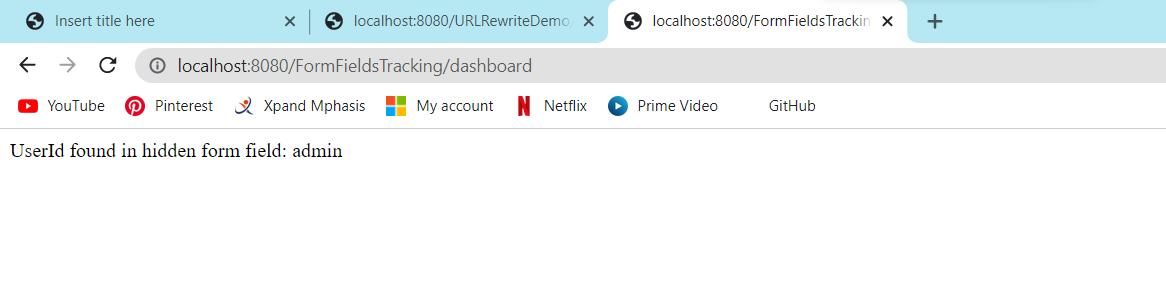 Insert title here
localhost:8080/URLRewriteDemo
localhost:8080/FormFieldsTrackin
localhost:8080/FormFieldsTracking/dashboard
YouTube Pinterest Xpand Mphasis My account Netflix Prime Video GitHub
UserId found in hidden form field: admin